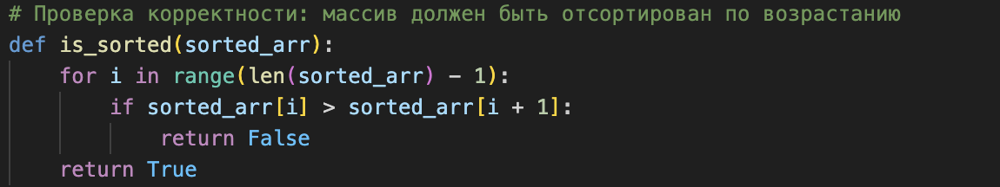 # Проверка корректности: массив должен быть отсортирован по возрастанию
def is_sorted(sorted_arr):
    for i in range(len(sorted_arr) - 1):
        if sorted_arr[i] > sorted_arr[i + 1]:
            return False
    return True